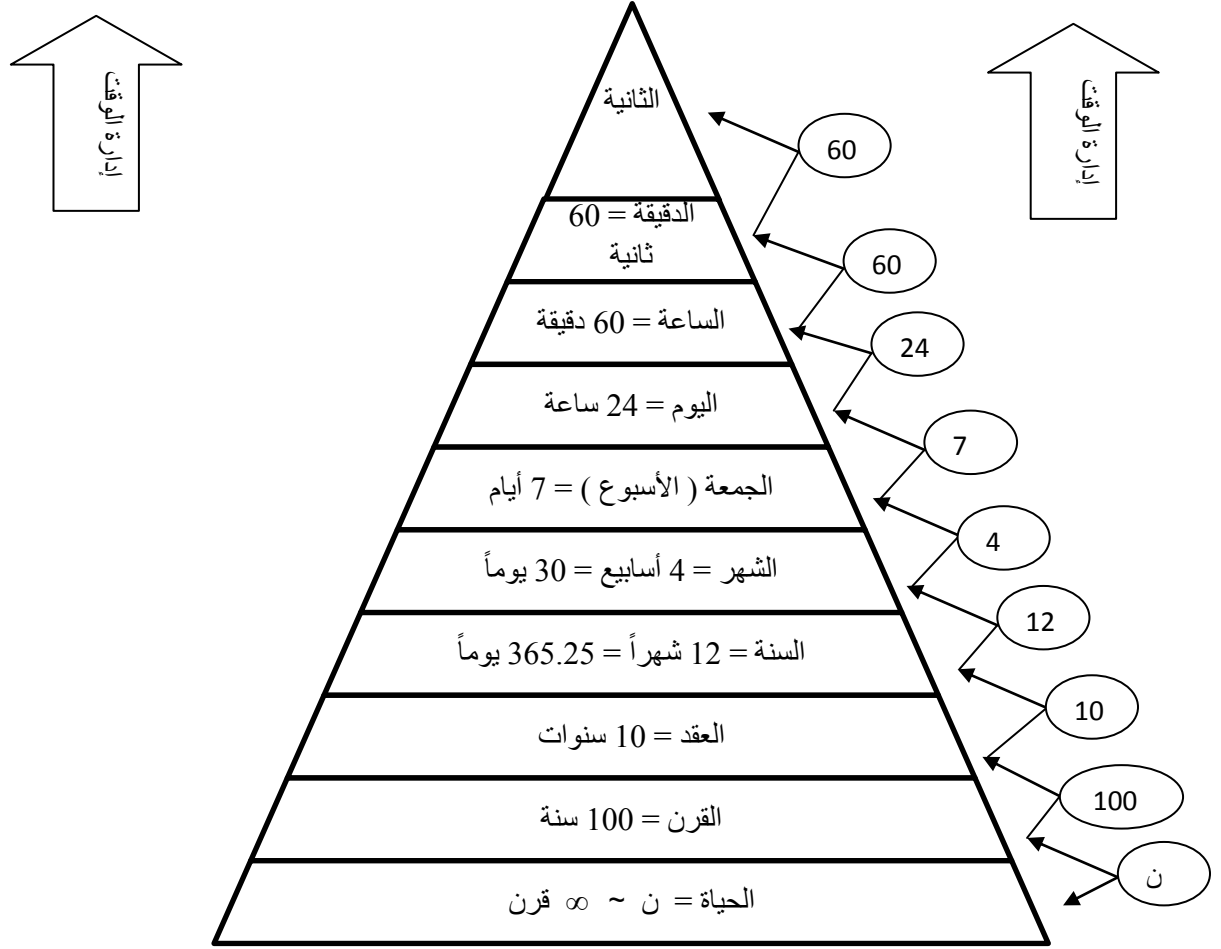 إدارة الوقت
إدارة الوقت
الثانية
60
الدقيقة = 60
ثانية
60
الساعة = 60 دقيقة
24
اليوم = 24 ساعة
7
الجمعة ( الأسبوع ) = 7 أيام
4
الشهر = 4 أسابيع = 30 يوماً
12
السنة = 12 شهراً = 365.25 يوماً
10
العقد = 10 سنوات
100
القرن = 100 سنة
ن
الحياة = ن ~ ∞ قرن